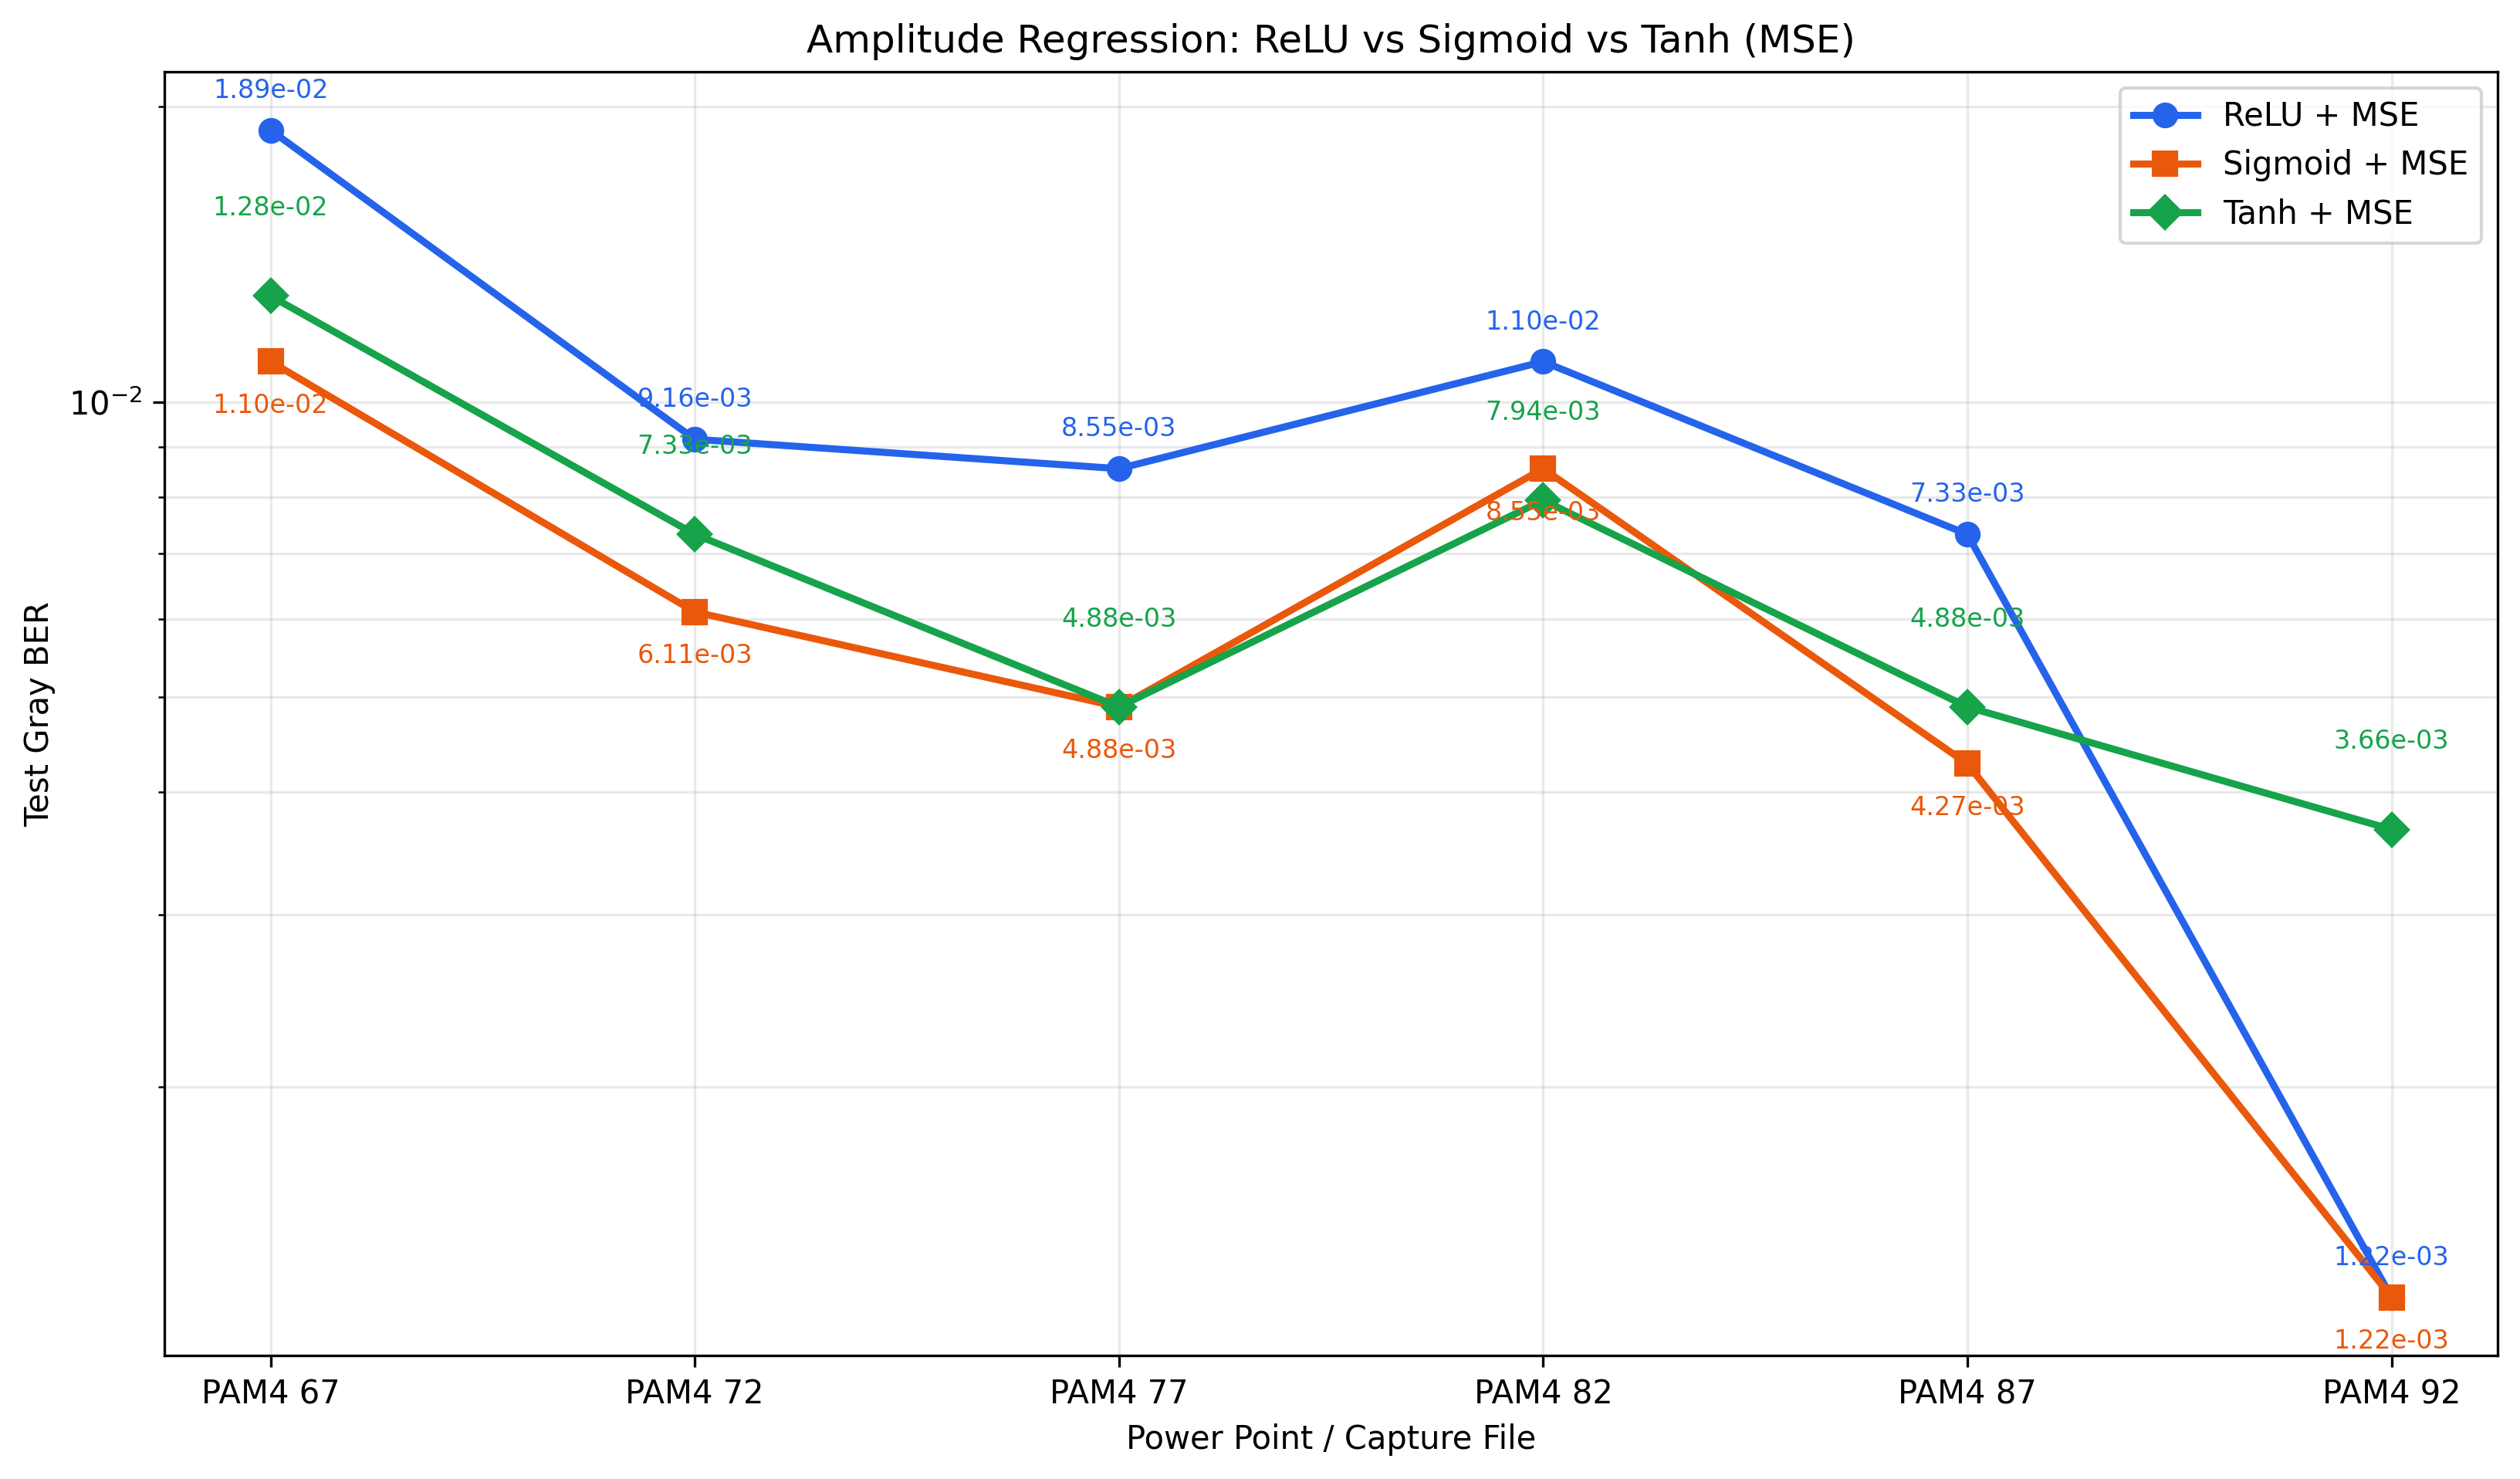 Amplitude Regression: ReLU vs Sigmoid vs Tanh (MSE)
ReLU + MSE
Sigmoid + MSE
Tanh + MSE
Test Gray BER
10⁻²
1.89e-02
1.28e-02
1.10e-02
9.16e-03
7.33e-03
6.11e-03
8.55e-03
4.88e-03
4.88e-03
1.10e-02
7.94e-03
8.55e-03
7.33e-03
4.88e-03
4.27e-03
3.66e-03
1.22e-03
1.22e-03
PAM4 67 PAM4 72 PAM4 77 PAM4 82 PAM4 87 PAM4 92
Power Point / Capture File